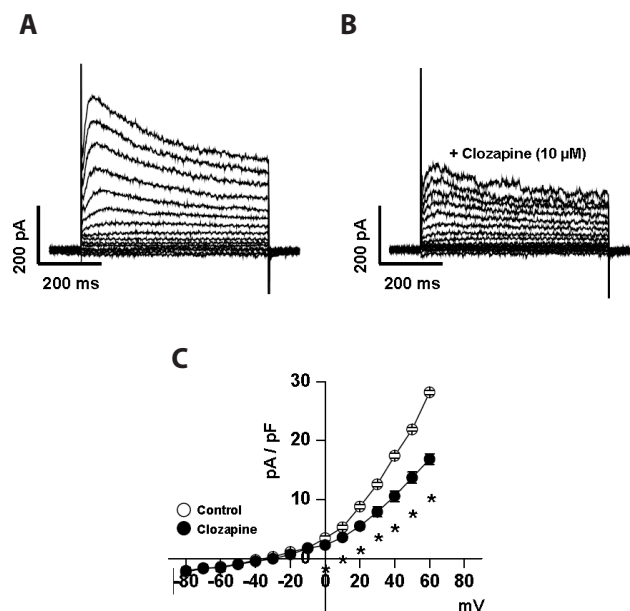 A
B
+ Clozapine (10 µM)
200 pA
200 ms
200 pA
200 ms
C
30
20
10
0
pA / pF
Control
Clozapine
* * * * * * *
-80 -60 -40 -20 0 20 40 60 mV